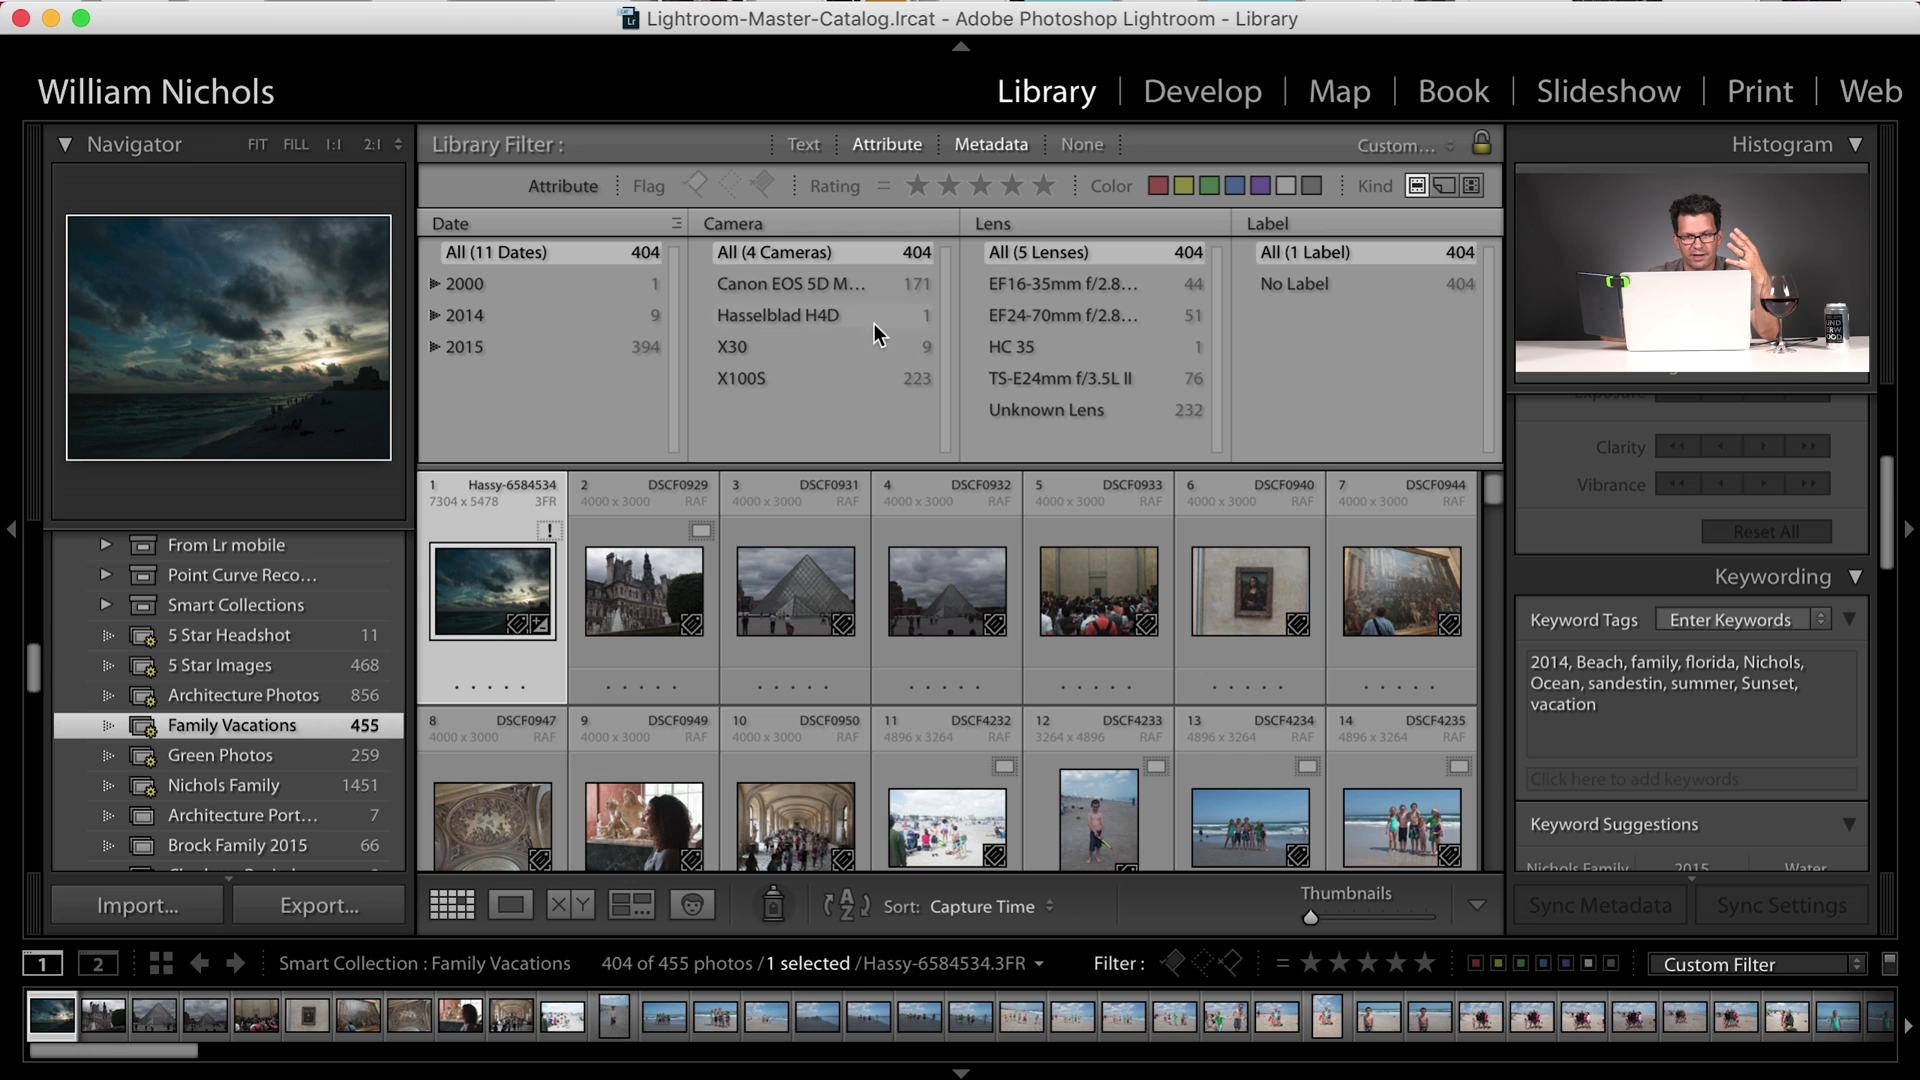 Lightroom-Master-Catalog.lrcat - Adobe Photoshop Lightroom - Library
William Nichols
Library | Develop | Map | Book | Slideshow | Print | Web
Navigator FIT FILL 1:1 2:1
Library Filter : Text Attribute Metadata None Custom...
Histogram
Attribute Flag Rating = Color Kind
Date Camera Lens Label
All (11 Dates) 404 All (4 Cameras) 404 All (5 Lenses) 404 All (1 Label) 404
2000 1 Canon EOS 5D M... 171 EF16-35mm f/2.8... 44 No Label 404
2014 9 Hasselblad H4D 1 EF24-70mm f/2.8... 51
2015 394 X30 9 HC 35 1
X100S 223 TS-E24mm f/3.5L II 76
Unknown Lens 232
Clarity
Vibrance
Reset All
1 Hassy-6584534 2 DSCF0929 3 DSCF0931 4 DSCF0932 5 DSCF0933 6 DSCF0940 7 DSCF0944
7304 x 5478 3FR 4000 x 3000 RAF 4000 x 3000 RAF 4000 x 3000 RAF 4000 x 3000 RAF 4000 x 3000 RAF 4000 x 3000 RAF
From Lr mobile
Point Curve Reco...
Smart Collections
5 Star Headshot 11
5 Star Images 468
Architecture Photos 856
Family Vacations 455
Green Photos 259
Nichols Family 1451
Architecture Port... 7
Brock Family 2015 66
Keywording
Keyword Tags Enter Keywords
2014, Beach, family, florida, Nichols,
Ocean, sandestin, summer, Sunset,
vacation
Click here to add keywords
Keyword Suggestions
Nichols Family 2015 Water
8 DSCF0947 9 DSCF0949 10 DSCF0950 11 DSCF4232 12 DSCF4233 13 DSCF4234 14 DSCF4235
4000 x 3000 RAF 4000 x 3000 RAF 4000 x 3000 RAF 4896 x 3264 RAF 3264 x 4896 RAF 4896 x 3264 RAF 4896 x 3264 RAF
Import... Export...
X Y
A Z
Sort: Capture Time
Thumbnails
Sync Metadata Sync Settings
1 2 Smart Collection : Family Vacations 404 of 455 photos / 1 selected / Hassy-6584534.3FR Filter : = Custom Filter